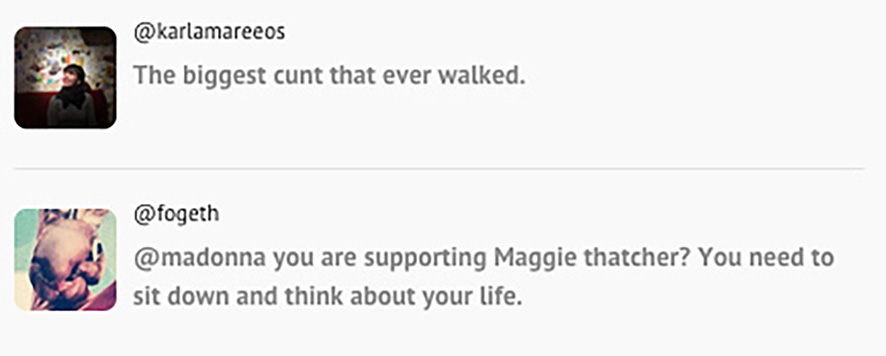 @karlamareeos
The biggest cunt that ever walked.
@fogeth
@madonna you are supporting Maggie thatcher? You need to
sit down and think about your life.